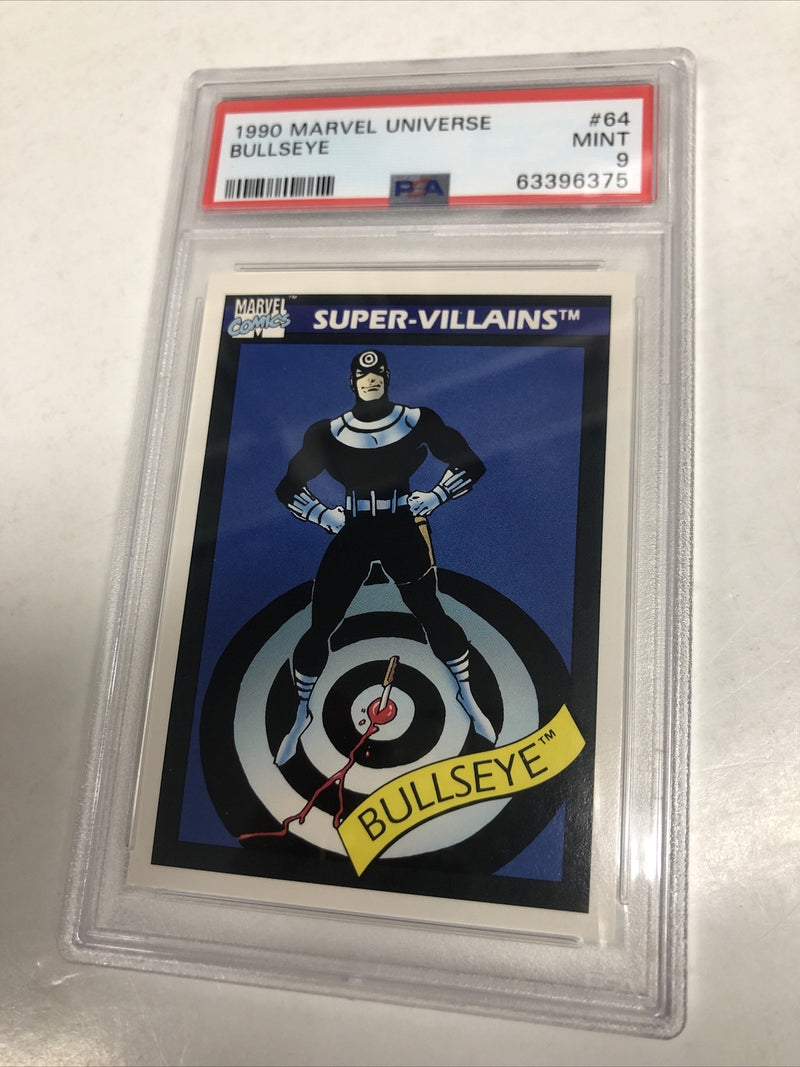 1990 MARVEL UNIVERSE #64
BULLSEYE MINT
9
PSA 63396375
MARVEL
COMICS
SUPER-VILLAINS™
BULLSEYE™